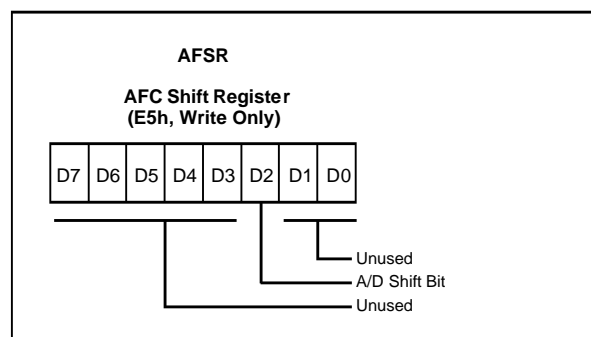 AFSR
AFC Shift Register
(E5h, Write Only)
D7 D6 D5 D4 D3 D2 D1 D0
Unused
A/D Shift Bit
Unused